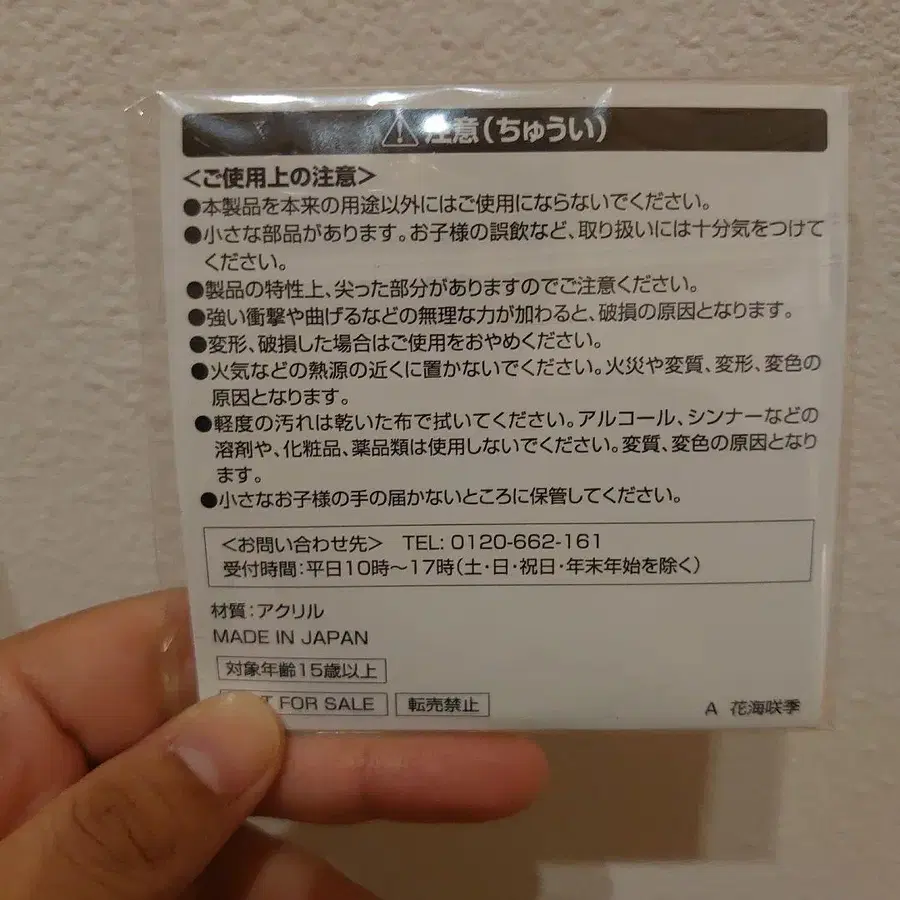 注意(ちゅうい)
＜ご使用上の注意＞
●本製品を本来の用途以外にはご使用にならないでください。
●小さな部品があります。お子様の誤飲など、取り扱いには十分気をつけて
ください。
●製品の特性上、尖った部分がありますのでご注意ください。
●強い衝撃や曲げるなどの無理な力が加わると、破損の原因となります。
●変形、破損した場合はご使用をおやめください。
●火気などの熱源の近くに置かないでください。火災や変質、変形、変色の
原因となります。
●軽度の汚れは乾いた布で拭いてください。アルコール、シンナーなどの
溶剤や、化粧品、薬品類は使用しないでください。変質、変色の原因となり
ます。
●小さなお子様の手の届かないところに保管してください。
＜お問い合わせ先＞ TEL: 0120-662-161
受付時間：平日10時～17時(土・日・祝日・年末年始を除く)
材質：アクリル
MADE IN JAPAN
対象年齢15歳以上
FOR SALE 転売禁止 A 花海咲季